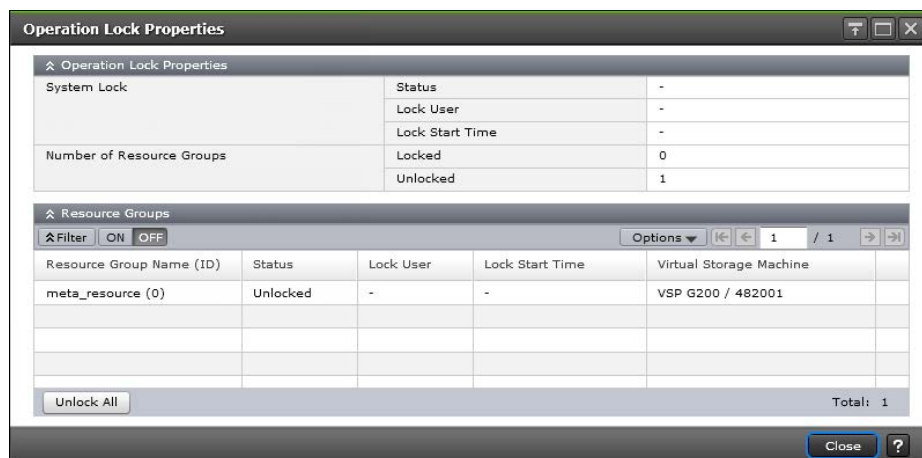 Operation Lock Properties
Operation Lock Properties
System Lock Status -
Lock User -
Lock Start Time -
Number of Resource Groups Locked 0
Unlocked 1
Resource Groups
Filter ON OFF Options 1 / 1
Resource Group Name (ID) Status Lock User Lock Start Time Virtual Storage Machine
meta_resource (0) Unlocked - - VSP G200 / 482001
Unlock All Total: 1
Close ?